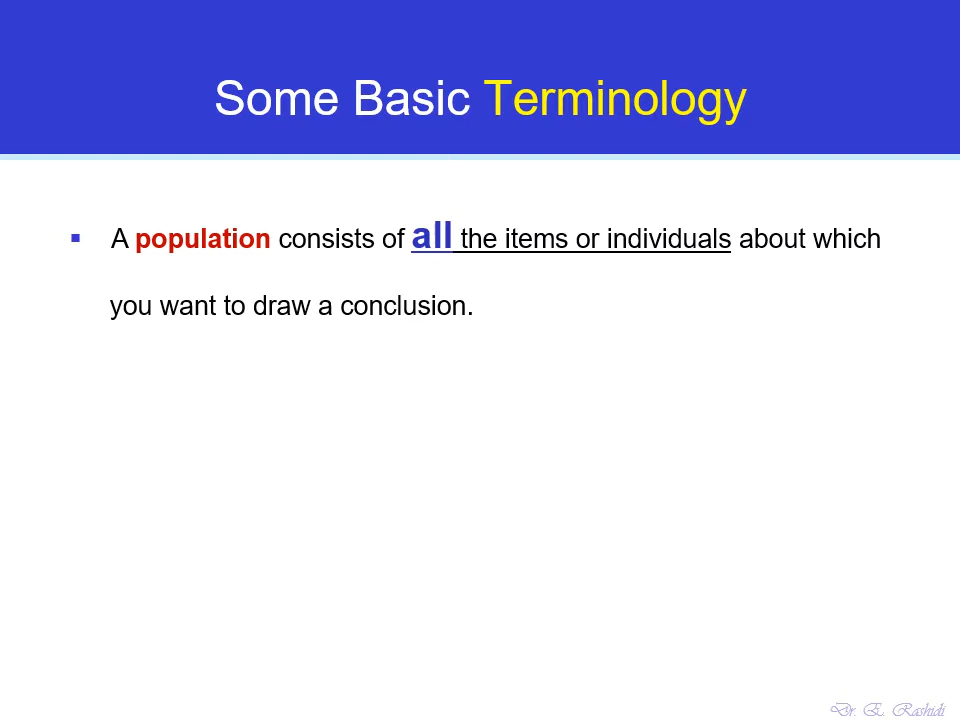 Some Basic Terminology
▪ A population consists of all the items or individuals about which
you want to draw a conclusion.
Dr. E. Rashidi